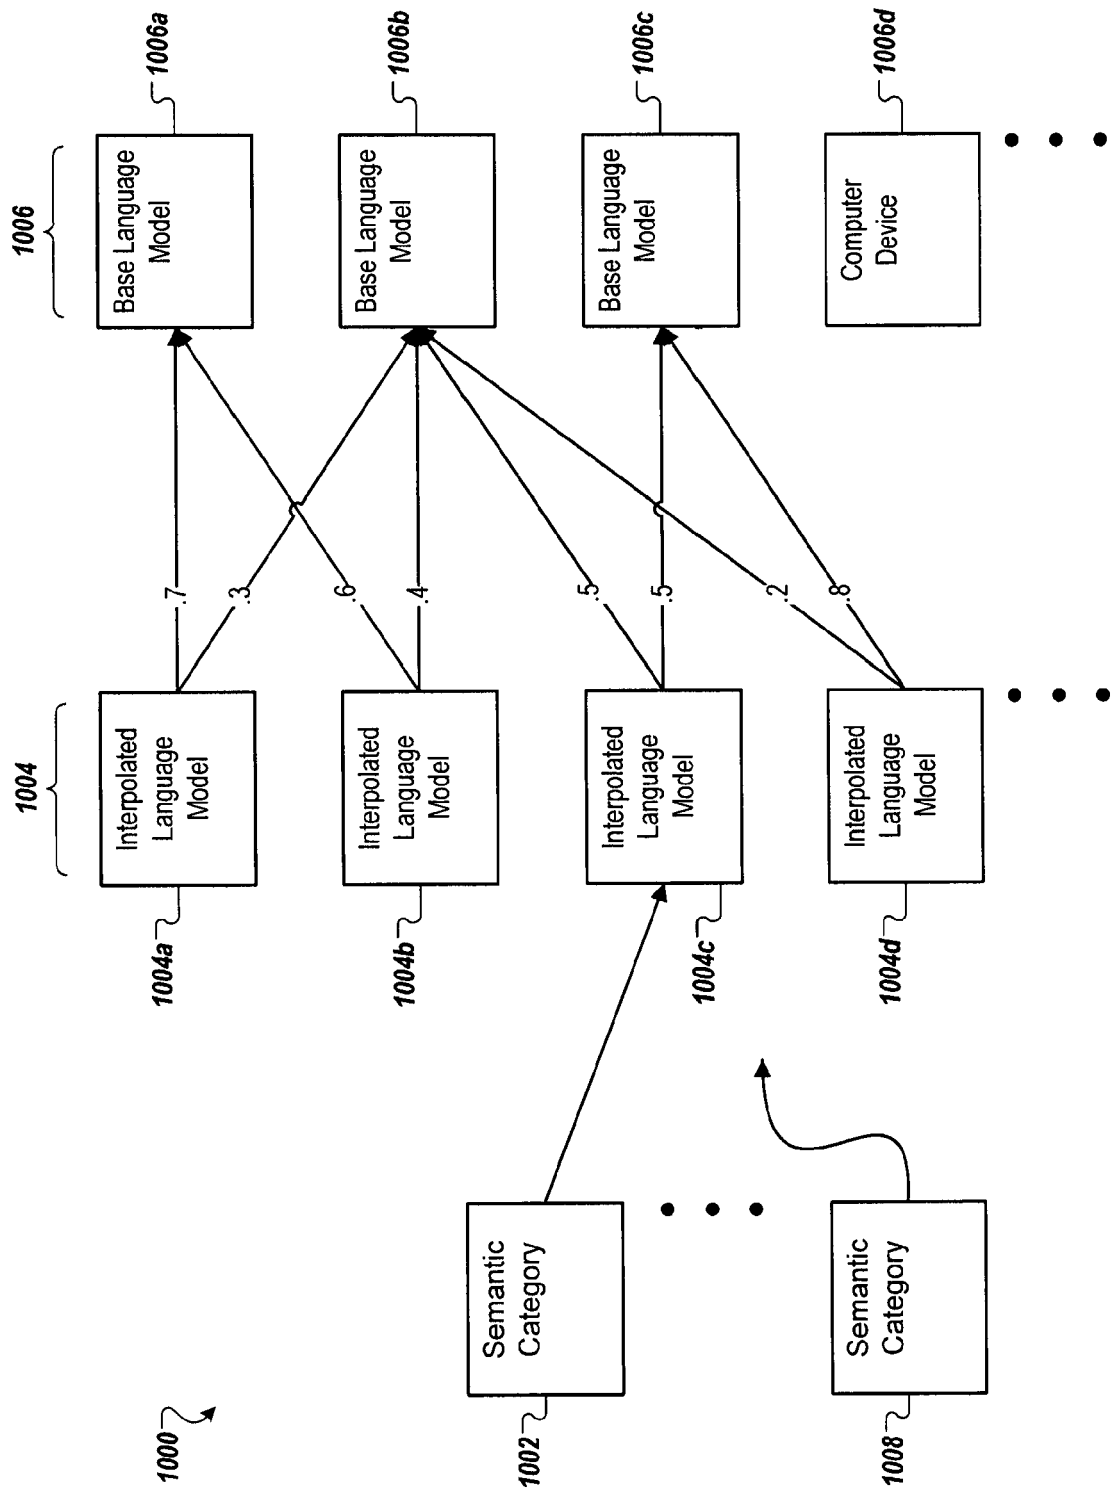 1000
1002
Semantic
Category
1008
Semantic
Category
1004
1004a
Interpolated
Language
Model
1004b
Interpolated
Language
Model
1004c
Interpolated
Language
Model
1004d
Interpolated
Language
Model
.7
.3
.6
.4
.5
.5
.2
.8
1006
Base Language
Model
1006a
Base Language
Model
1006b
Base Language
Model
1006c
Computer
Device
1006d